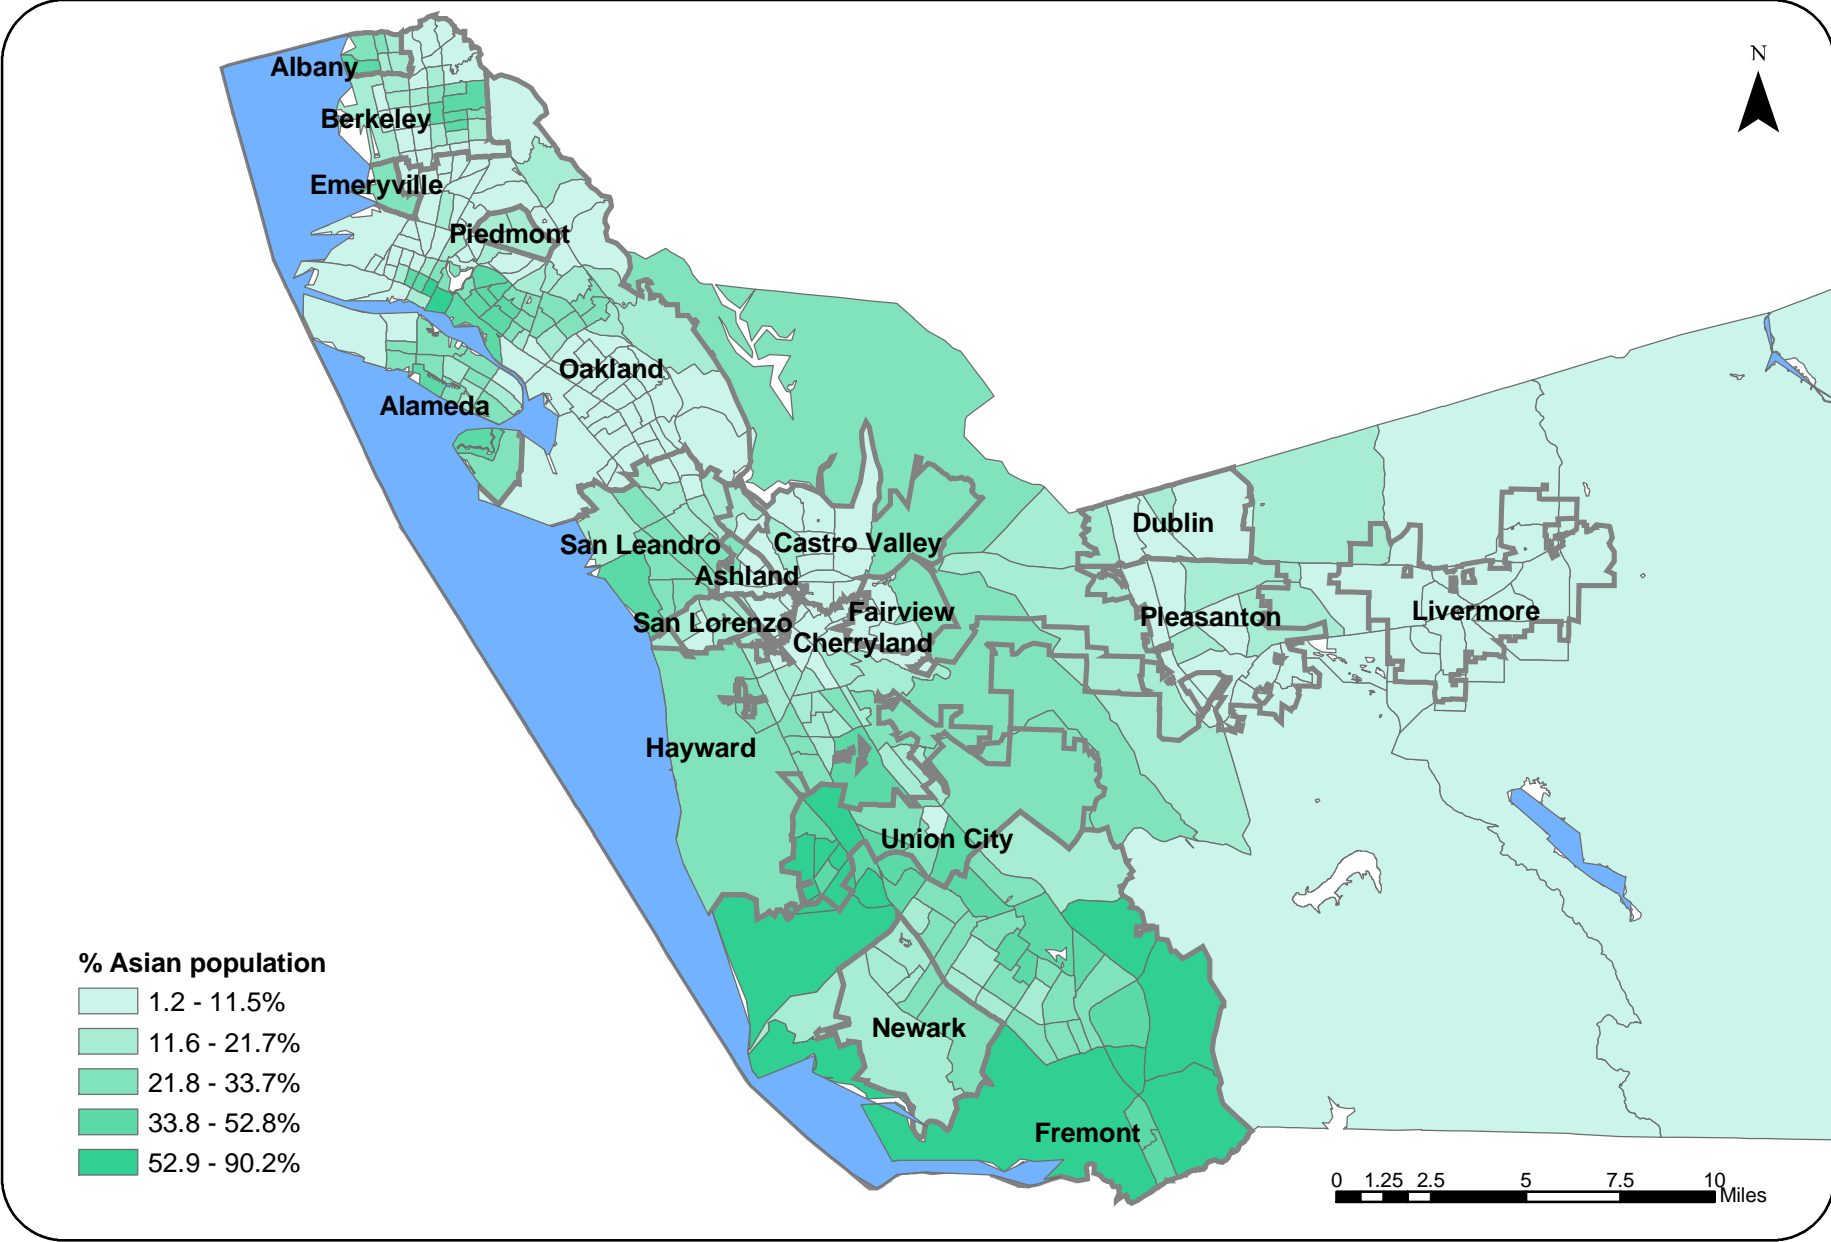 N
Albany
Berkeley
Emeryville
Piedmont
Oakland
Alameda
Dublin
San Leandro
Castro Valley
Ashland
Fairview
Pleasanton
Livermore
San Lorenzo
Cherryland
Hayward
Union City
Newark
Fremont
% Asian population
1.2 - 11.5%
11.6 - 21.7%
21.8 - 33.7%
33.8 - 52.8%
52.9 - 90.2%
0 1.25 2.5 5 7.5 10
Miles